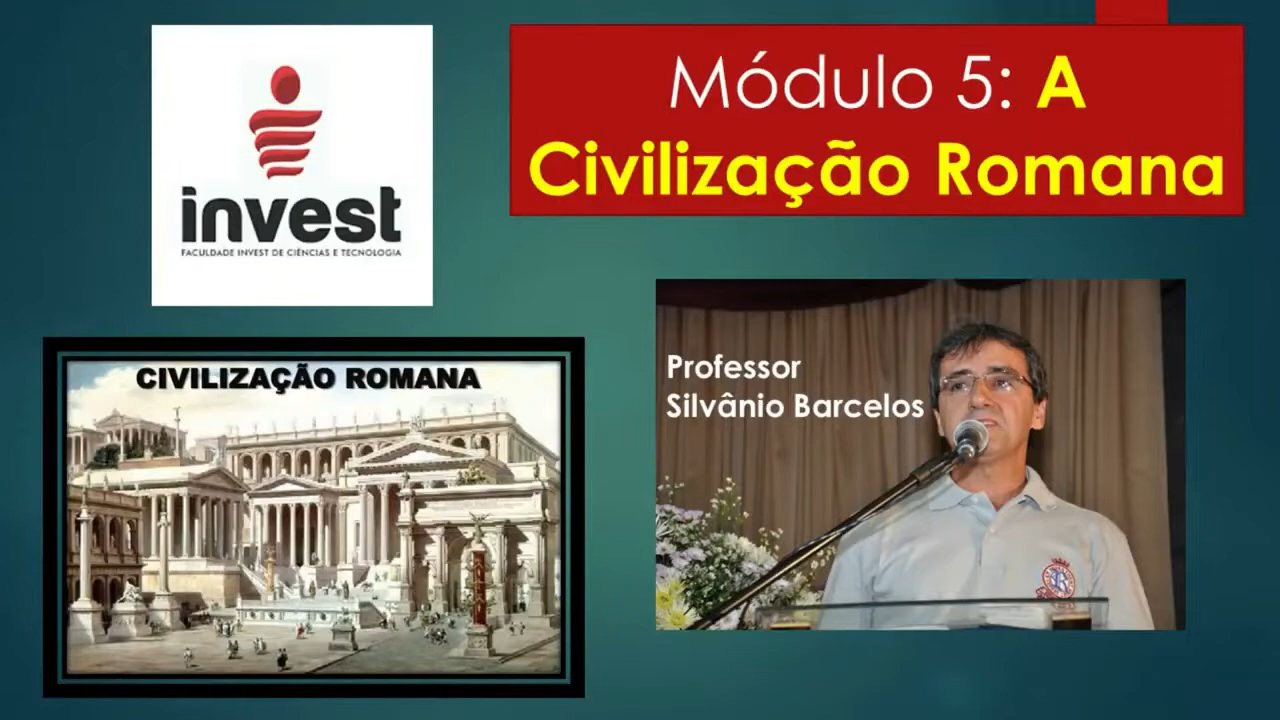 invest
FACULDADE INVEST DE CIÊNCIAS E TECNOLOGIA
Módulo 5: A
Civilização Romana
CIVILIZAÇÃO ROMANA
Professor
Silvânio Barcelos